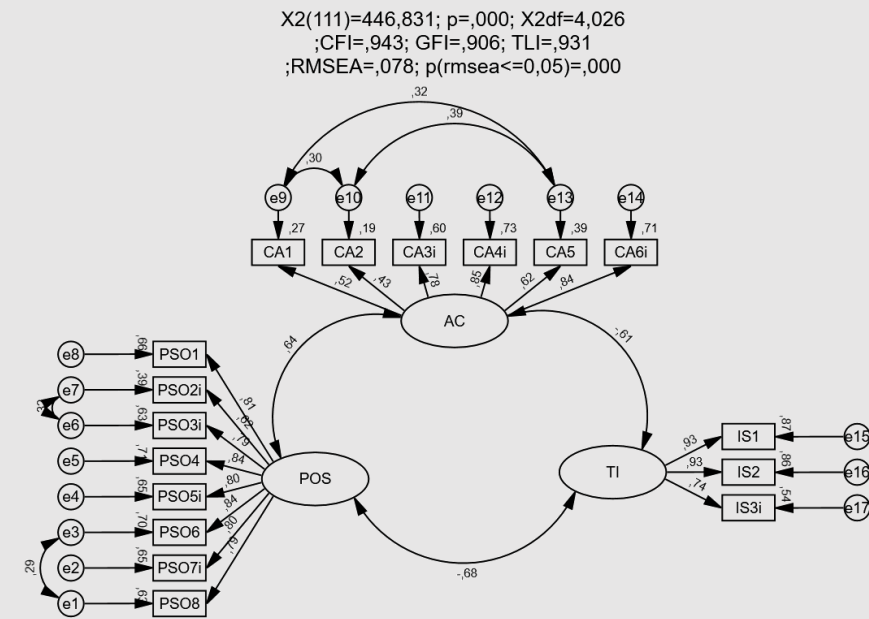 X2(111)=446,831; p=,000; X2df=4,026
;CFI=,943; GFI=,906; TLI=,931
;RMSEA=,078; p(rmsea<=0,05)=,000
,32
,39
,30
e9 e10 e11 e12 e13 e14
,27 ,19 ,60 ,73 ,39 ,71
CA1 CA2 CA3i CA4i CA5 CA6i
,52 ,43 ,78 ,85 ,62 ,84
AC
,64 -,61
e8 ,66 PSO1
e7 ,39 PSO2i
,32
e6 ,63 PSO3i
e5 PSO4
e4 ,65 PSO5i
e3 ,70 PSO6
e2 ,65 PSO7i
e1 PSO8
,29
,81
,62
,79
,84
,80
,84
,80
,79
POS
TI
,93 IS1 ,87 e15
,93 IS2 ,86 e16
,74 IS3i ,54 e17
-,68